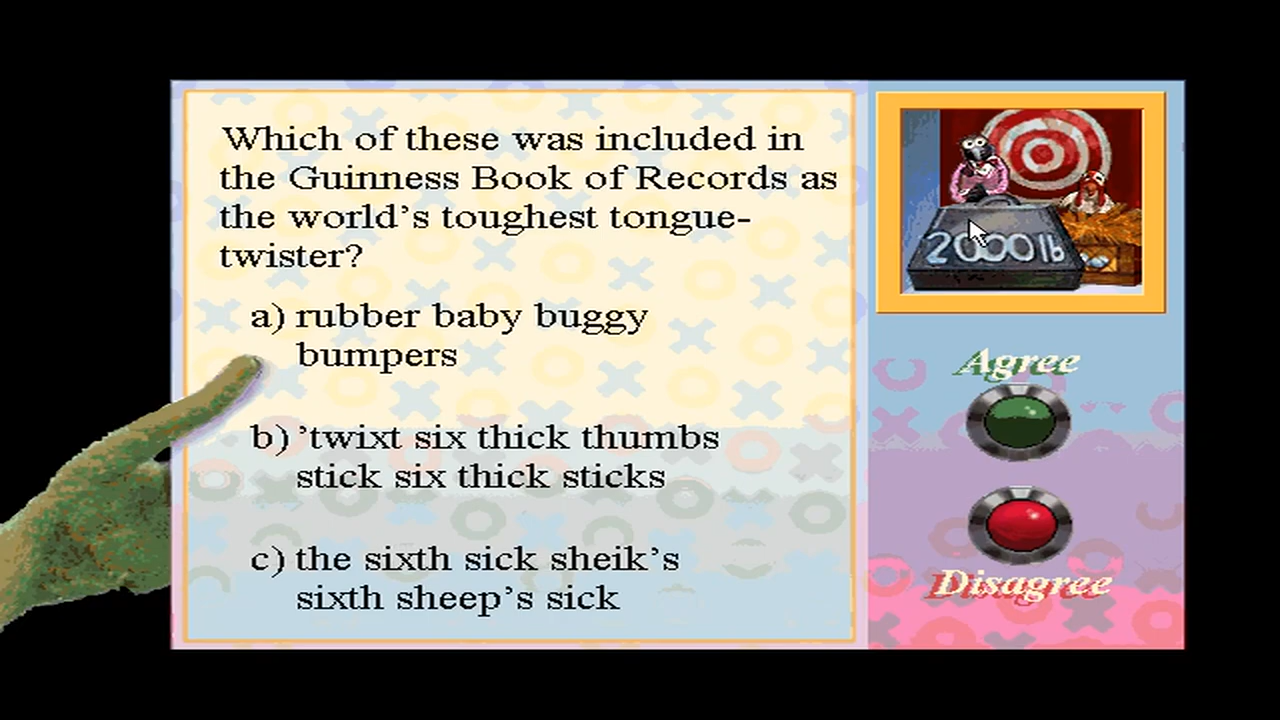 Which of these was included in
the Guinness Book of Records as
the world's toughest tongue-
twister?
a) rubber baby buggy
bumpers
b) 'twixt six thick thumbs
stick six thick sticks
c) the sixth sick sheik's
sixth sheep's sick
2000 lb
Agree
Disagree